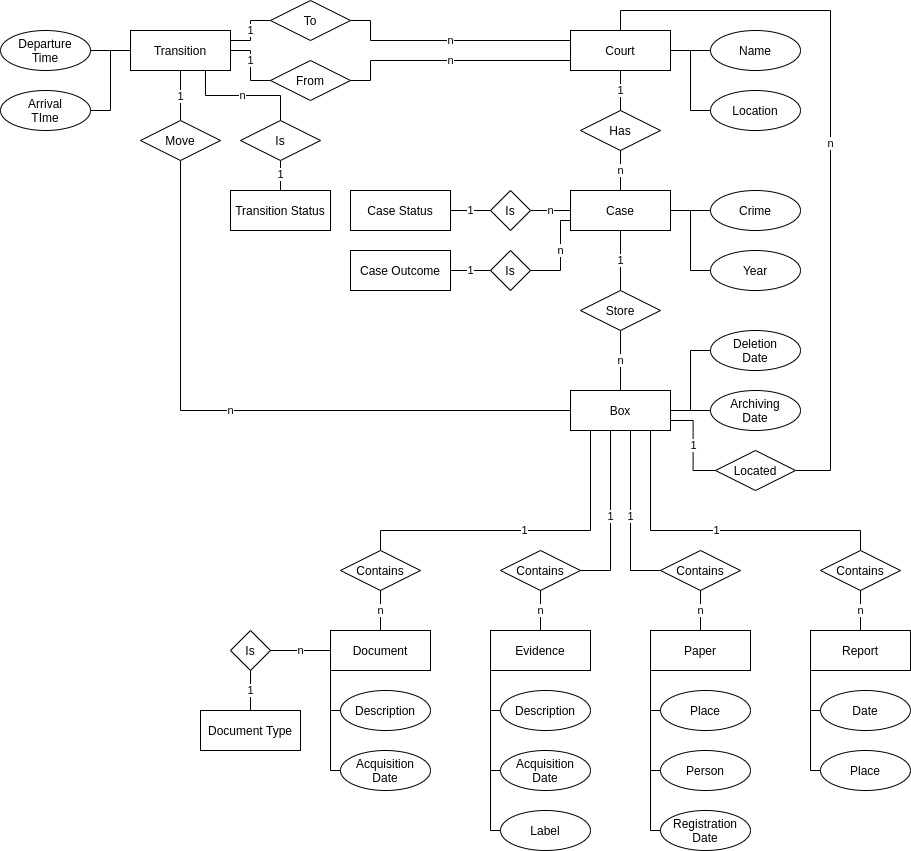 To
1
Departure
Time
Transition
n
Court
Name
1
n
From
Arrival
TIme
1
n
1
Location
Move
Is
Has
n
1
n
Transition Status
Case Status
1
Is
n
Case
Crime
Case Outcome
1
Is
n
1
Year
Store
Deletion
Date
n
n
Box
Archiving
Date
1
Located
1
1
1
1
Contains
Contains
Contains
Contains
n
n
n
n
Is
n
Document
Evidence
Paper
Report
1
Document Type
Description
Description
Place
Date
Acquisition
Date
Acquisition
Date
Person
Place
Label
Registration
Date